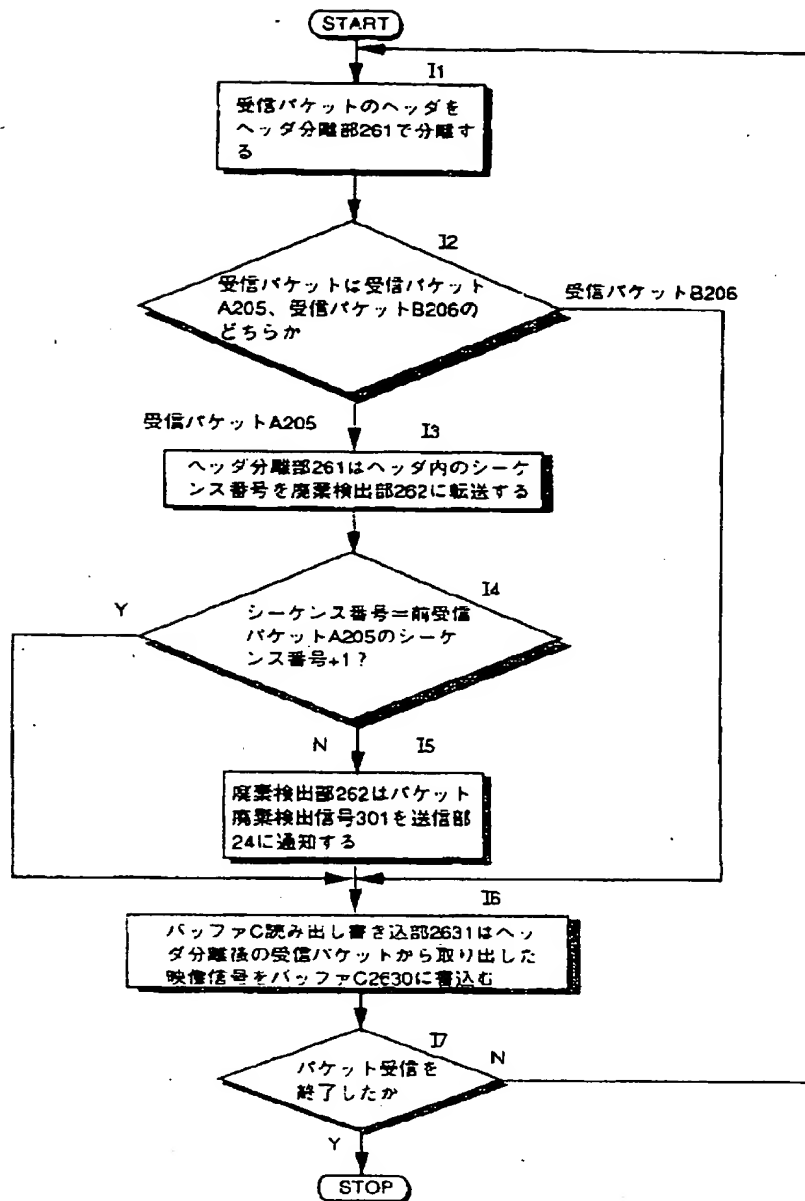 START
I1
受信パケットのヘッダを
ヘッダ分離部261で分離す
る
I2
受信パケットは受信パケット
A205、受信パケットB206の
どちらか
受信パケットB206
受信パケットA205
I3
ヘッダ分離部261はヘッダ内のシーケ
ンス番号を廃棄検出部262に転送する
I4
Y
シーケンス番号=前受信
パケットA205のシーケ
ンス番号+1?
N
I5
廃棄検出部262はパケット
廃棄検出信号301を送信部
24に通知する
I6
バッファC読み出し書き込部2631はヘッ
ダ分離後の受信パケットから取り出した
映像信号をバッファC2630に書込む
I7
N
パケット受信を
終了したか
Y
STOP